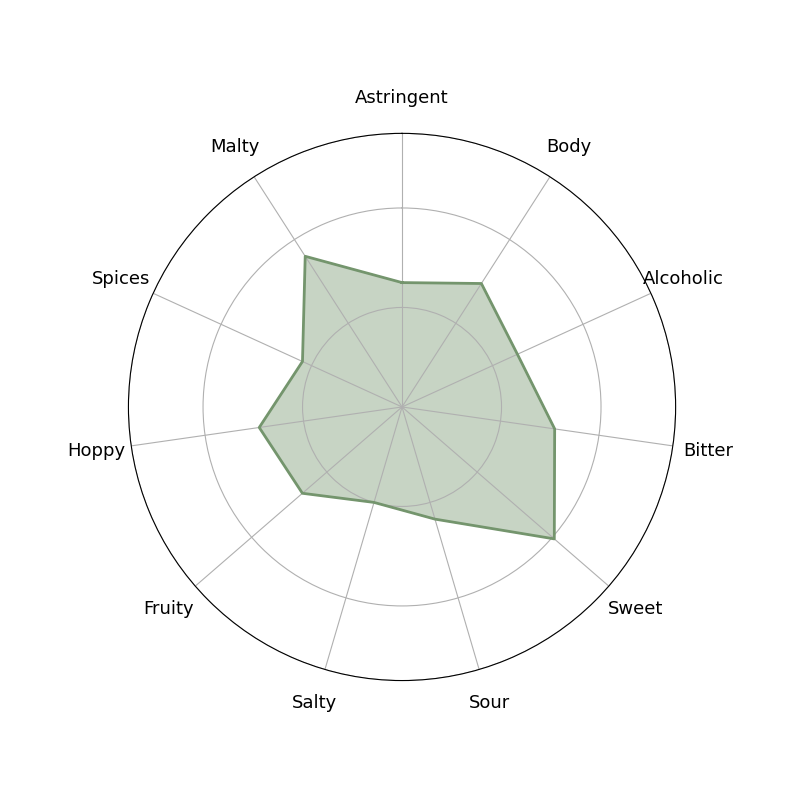 Astringent
Malty
Body
Spices
Alcoholic
Hoppy
Bitter
Fruity
Sweet
Salty
Sour